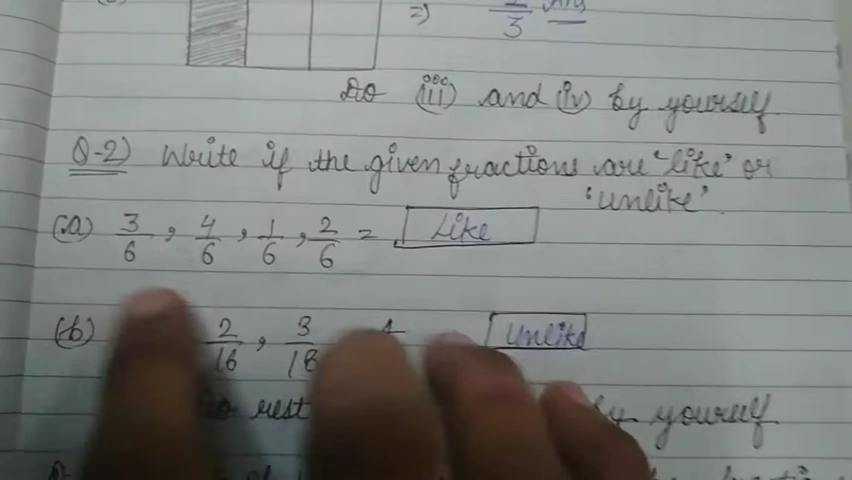 =) 2/3 Ans
Do (iii) and (iv) by yourself
Q-2) Write if the given fractions are 'like' or
'unlike'.
(a) 3/6, 4/6, 1/6, 2/6 = Like
(b) 2/16, 3/18 4 Unlike
rest by yourself